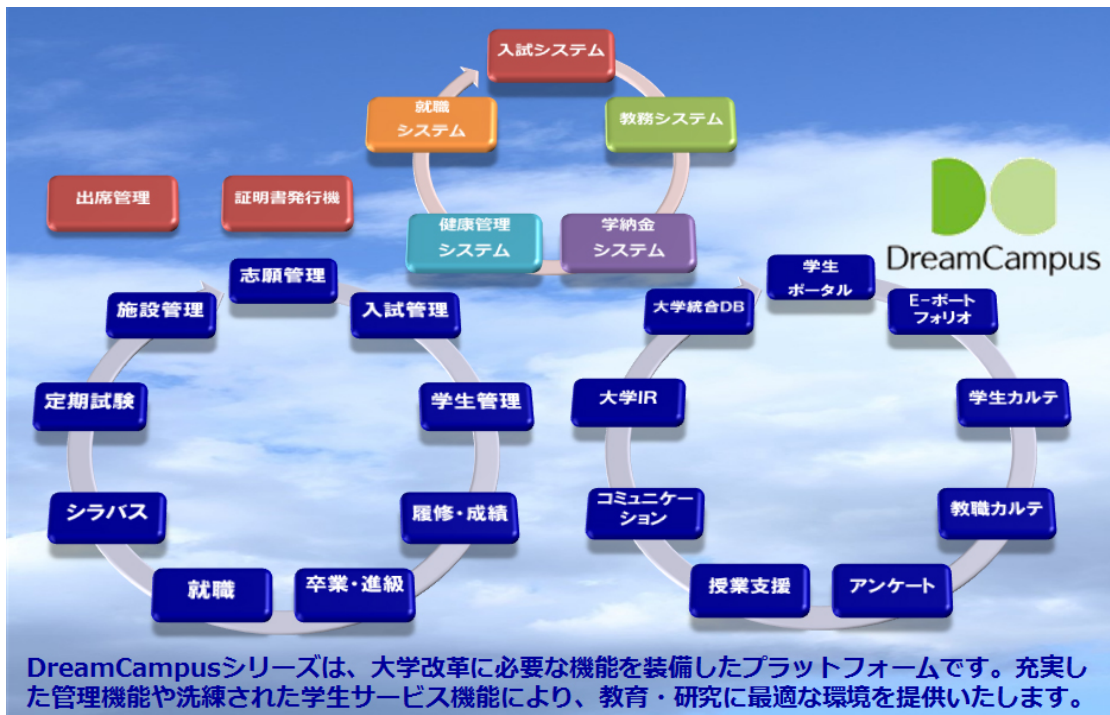 入試システム
就職
システム
教務システム
出席管理
証明書発行機
健康管理
システム
学納金
システム
DreamCampus
志願管理
施設管理
入試管理
定期試験
学生管理
シラバス
履修・成績
就職
卒業・進級
学生
ポータル
大学統合DB
E-ポート
フォリオ
大学IR
学生カルテ
コミュニケー
ション
教職カルテ
授業支援
アンケート
DreamCampusシリーズは、大学改革に必要な機能を装備したプラットフォームです。充実し
た管理機能や洗練された学生サービス機能により、教育・研究に最適な環境を提供いたします。